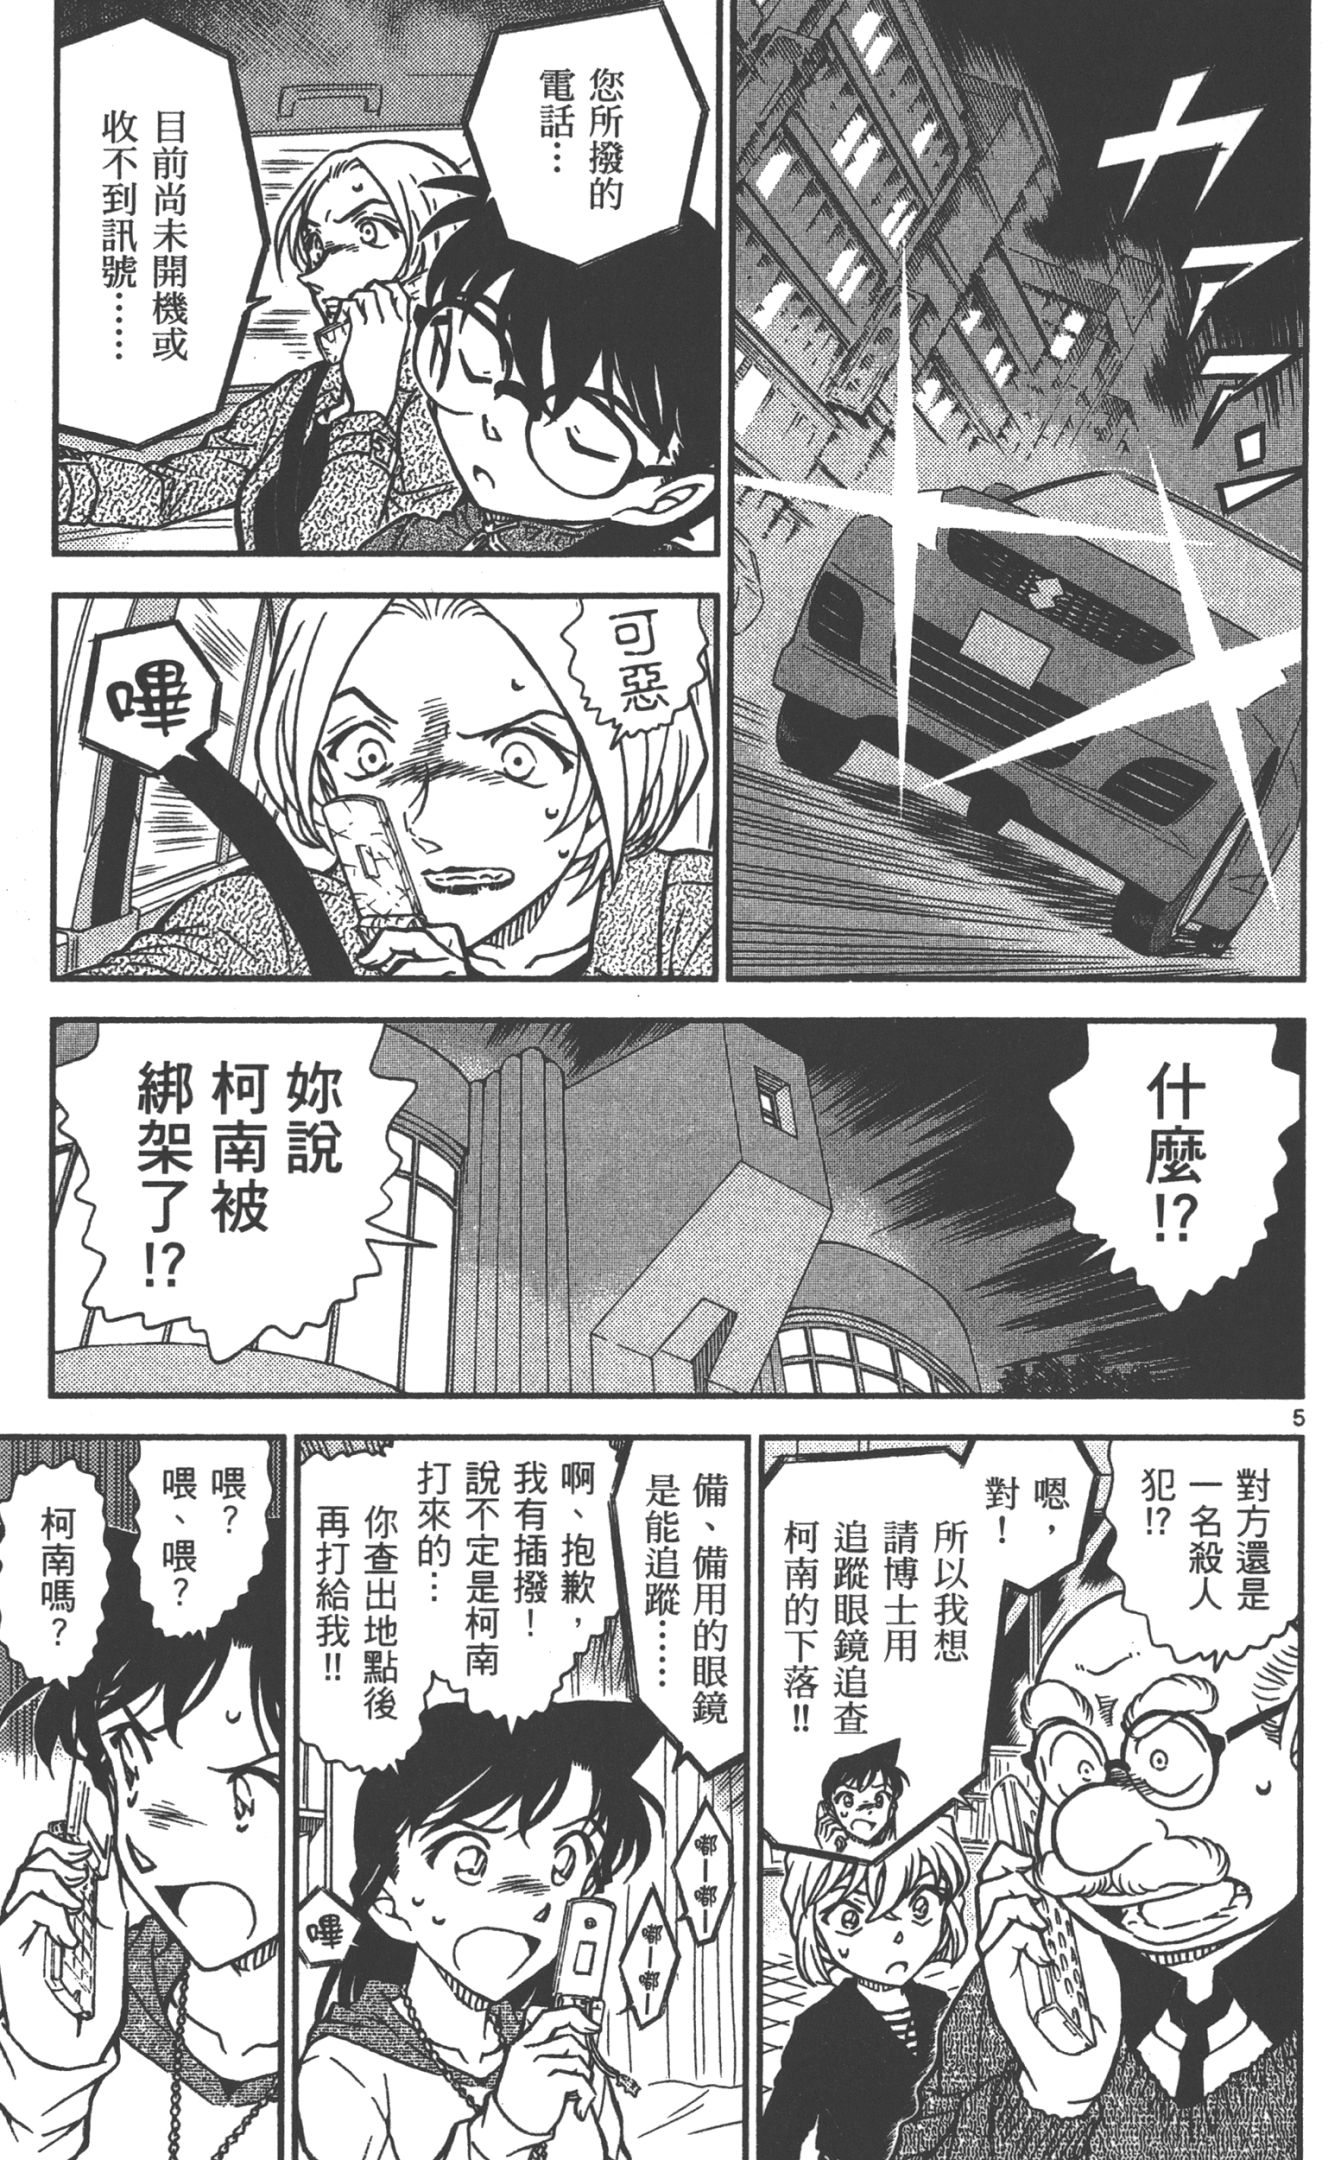 您所撥的
電話…
目前尚未開機或
收不到訊號……
可惡
嗶
什麼!?
妳說
柯南被
綁架了!?
5
對方還是
一名殺人
犯!?
嗯，
對！
所以我想
請博士用
追蹤眼鏡追查
柯南的下落!!
備、備用的眼鏡
是能追蹤……
嘟—嘟—
嘟—嘟—
啊、抱歉，
我有插撥！
說不定是柯南
打來的…
你查出地點後
再打給我!!
嗶
喂？
喂、喂？
柯南嗎？